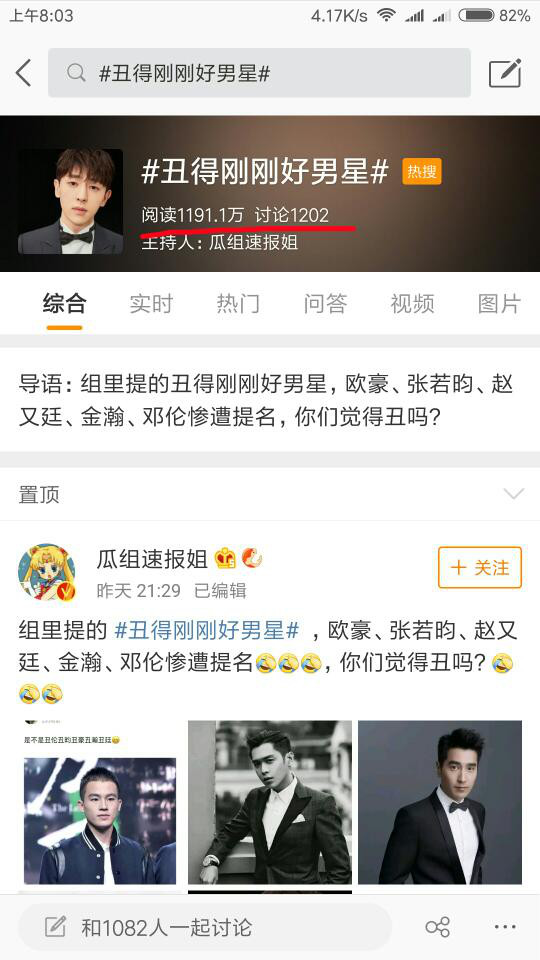 上午8:03
4.17K/s
82%
#丑得刚刚好男星#
#丑得刚刚好男星#
热搜
阅读1191.1万 讨论1202
主持人:瓜组速报姐
综合 实时 热门 问答 视频 图片
导语:组里提的丑得刚刚好男星,欧豪、张若昀、赵
又廷、金瀚、邓伦惨遭提名,你们觉得丑吗?
置顶
瓜组速报姐
昨天 21:29 已编辑
+ 关注
组里提的 #丑得刚刚好男星# ,欧豪、张若昀、赵又
廷、金瀚、邓伦惨遭提名🤣🤣🤣,你们觉得丑吗?🤣
🤣🤣
是不是丑伦丑昀丑豪丑瀚丑廷
和1082人一起讨论